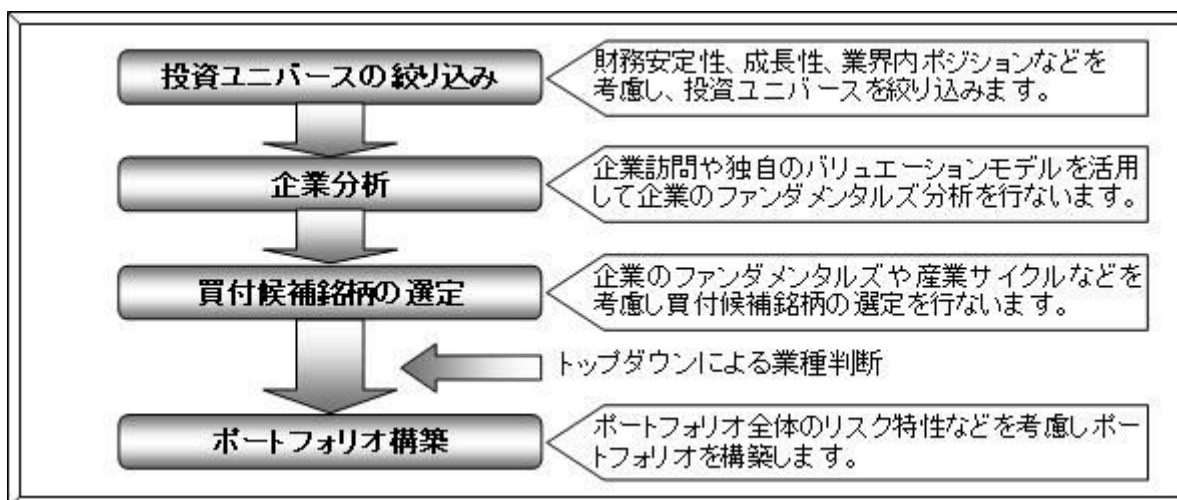 投資ユニバースの絞り込み
財務安定性、成長性、業界内ポジションなどを
考慮し、投資ユニバースを絞り込みます。
企業分析
企業訪問や独自のバリュエーションモデルを活用
して企業のファンダメンタルズ分析を行ないます。
買付候補銘柄の選定
企業のファンダメンタルズや産業サイクルなどを
考慮し買付候補銘柄の選定を行ないます。
トップダウンによる業種判断
ポートフォリオ構築
ポートフォリオ全体のリスク特性などを考慮しポー
トフォリオを構築します。